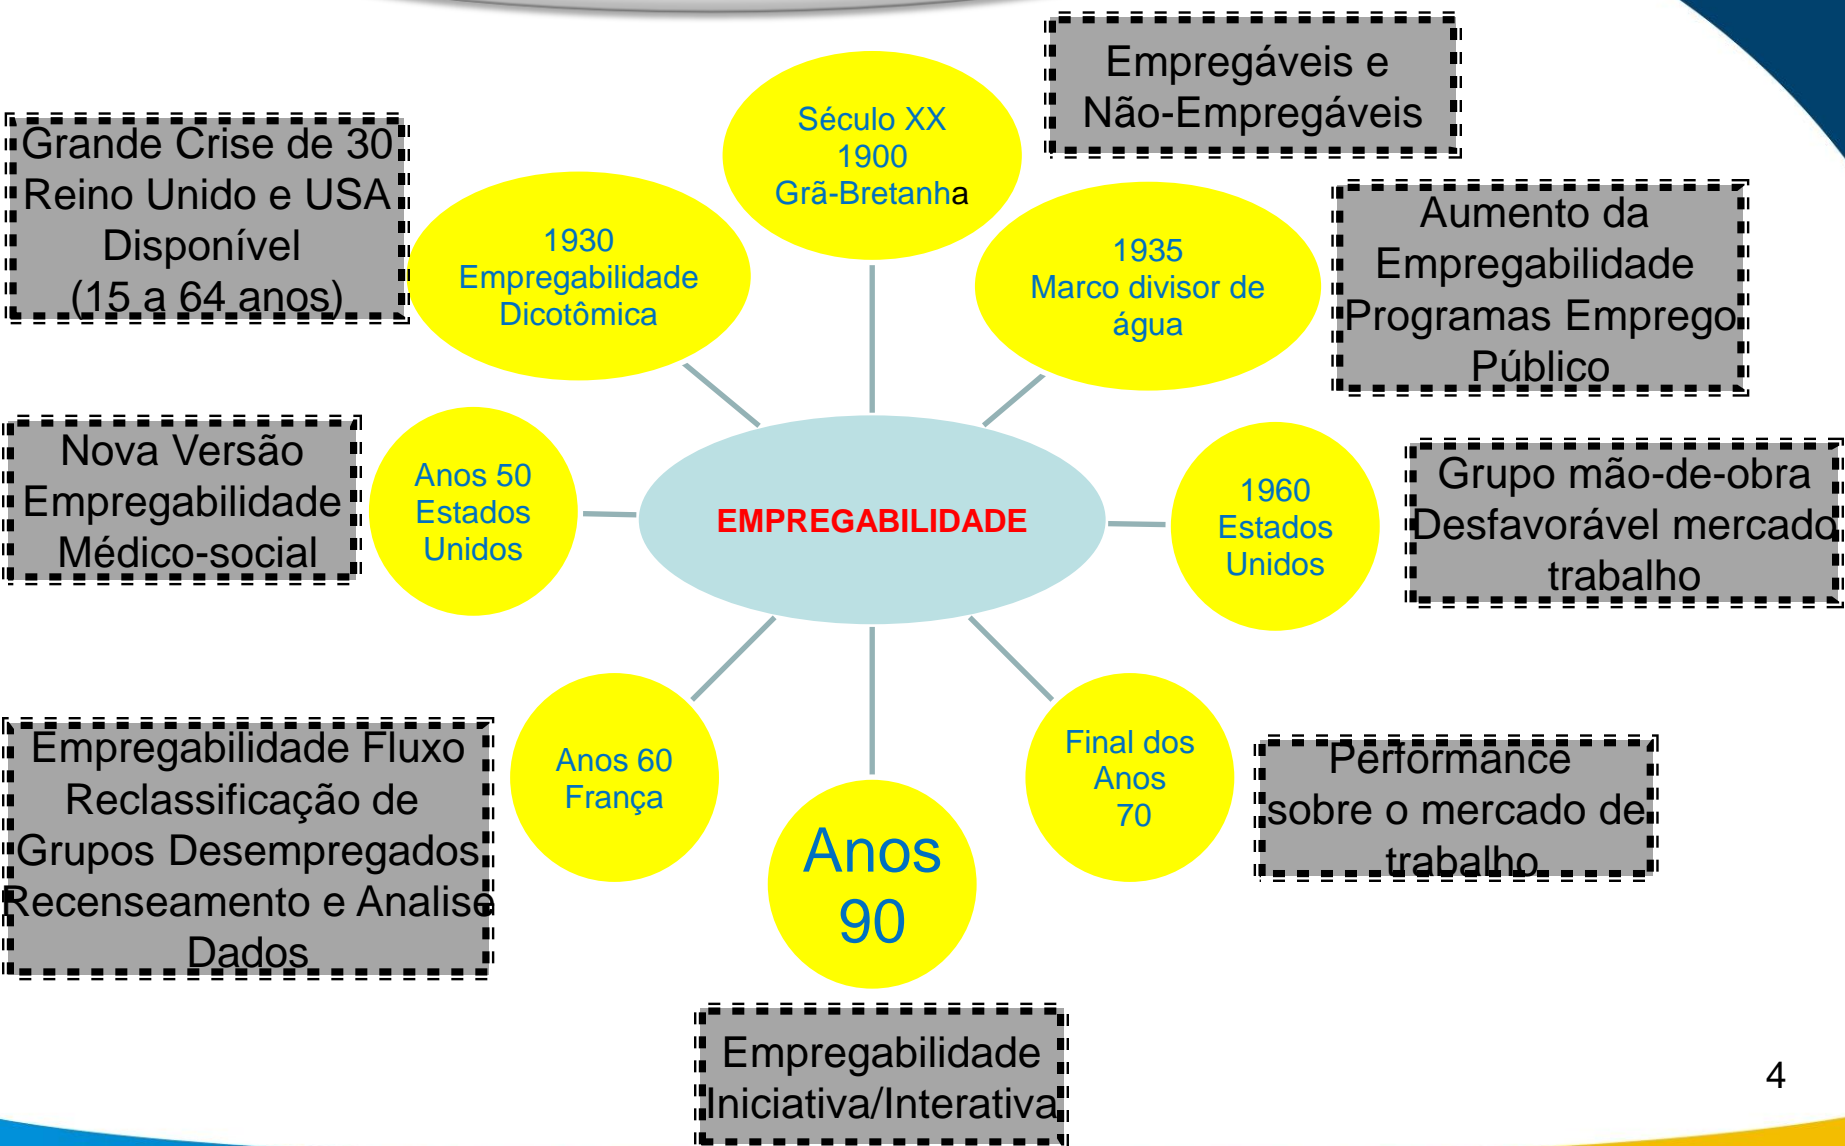 Empregáveis e
Não-Empregáveis
Século XX
1900
Grã-Bretanha
Grande Crise de 30
Reino Unido e USA
Disponível
(15 a 64 anos)
1930
Empregabilidade
Dicotômica
1935
Marco divisor de
água
Aumento da
Empregabilidade
Programas Emprego
Público
Nova Versão
Empregabilidade
Médico-social
Anos 50
Estados
Unidos
EMPREGABILIDADE
1960
Estados
Unidos
Grupo mão-de-obra
Desfavorável mercado
trabalho
Empregabilidade Fluxo
Reclassificação de
Grupos Desempregados
Recenseamento e Analise
Dados
Anos 60
França
Anos
90
Final dos
Anos
70
Performance
sobre o mercado de
trabalho
Empregabilidade
Iniciativa/Interativa
4